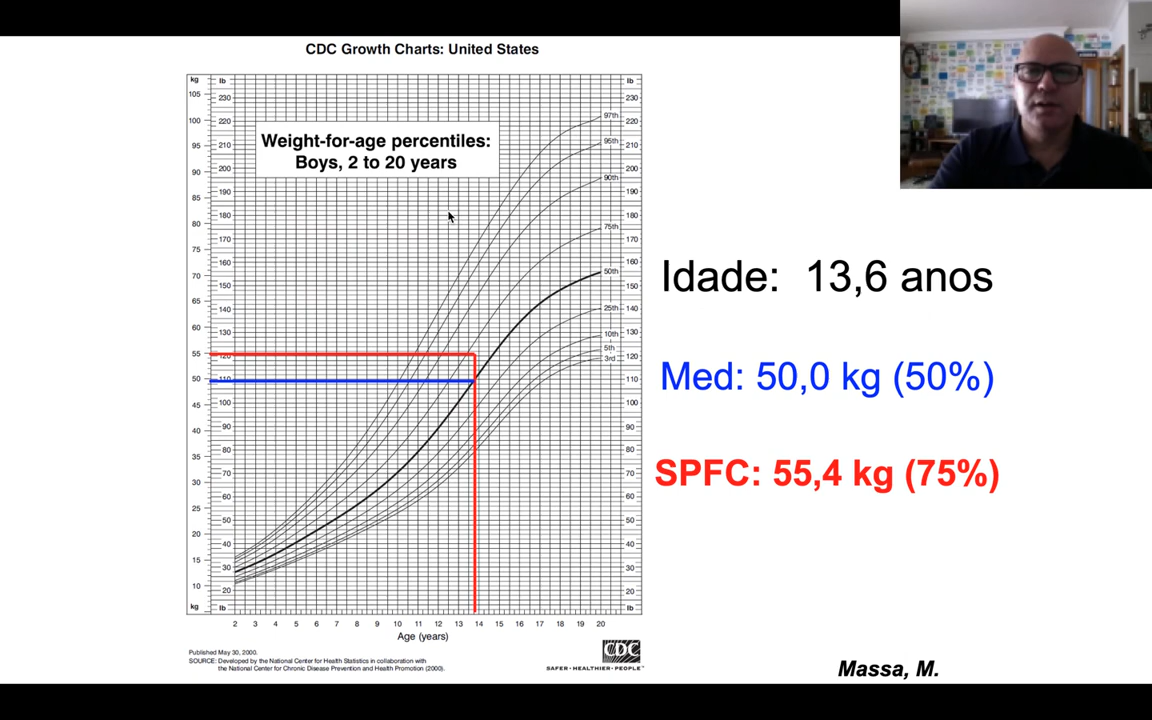 CDC Growth Charts: United States
Weight-for-age percentiles:
Boys, 2 to 20 years
kg
lb
105
100
95
90
85
80
75
70
65
60
55
50
45
40
35
30
25
20
15
10
kg
230
220
210
200
190
180
170
160
150
140
130
120
110
100
90
80
70
60
50
40
30
20
lb
97th
95th
90th
75th
50th
25th
10th
5th
3rd
lb
230
220
210
200
190
180
170
160
150
140
130
120
110
100
90
80
70
60
50
40
30
20
lb
2 3 4 5 6 7 8 9 10 11 12 13 14 15 16 17 18 19 20
Age (years)
Published May 30, 2000.
SOURCE: Developed by the National Center for Health Statistics in collaboration with
the National Center for Chronic Disease Prevention and Health Promotion (2000).
CDC
SAFER · HEALTHIER · PEOPLE™
Idade: 13,6 anos
Med: 50,0 kg (50%)
SPFC: 55,4 kg (75%)
Massa, M.